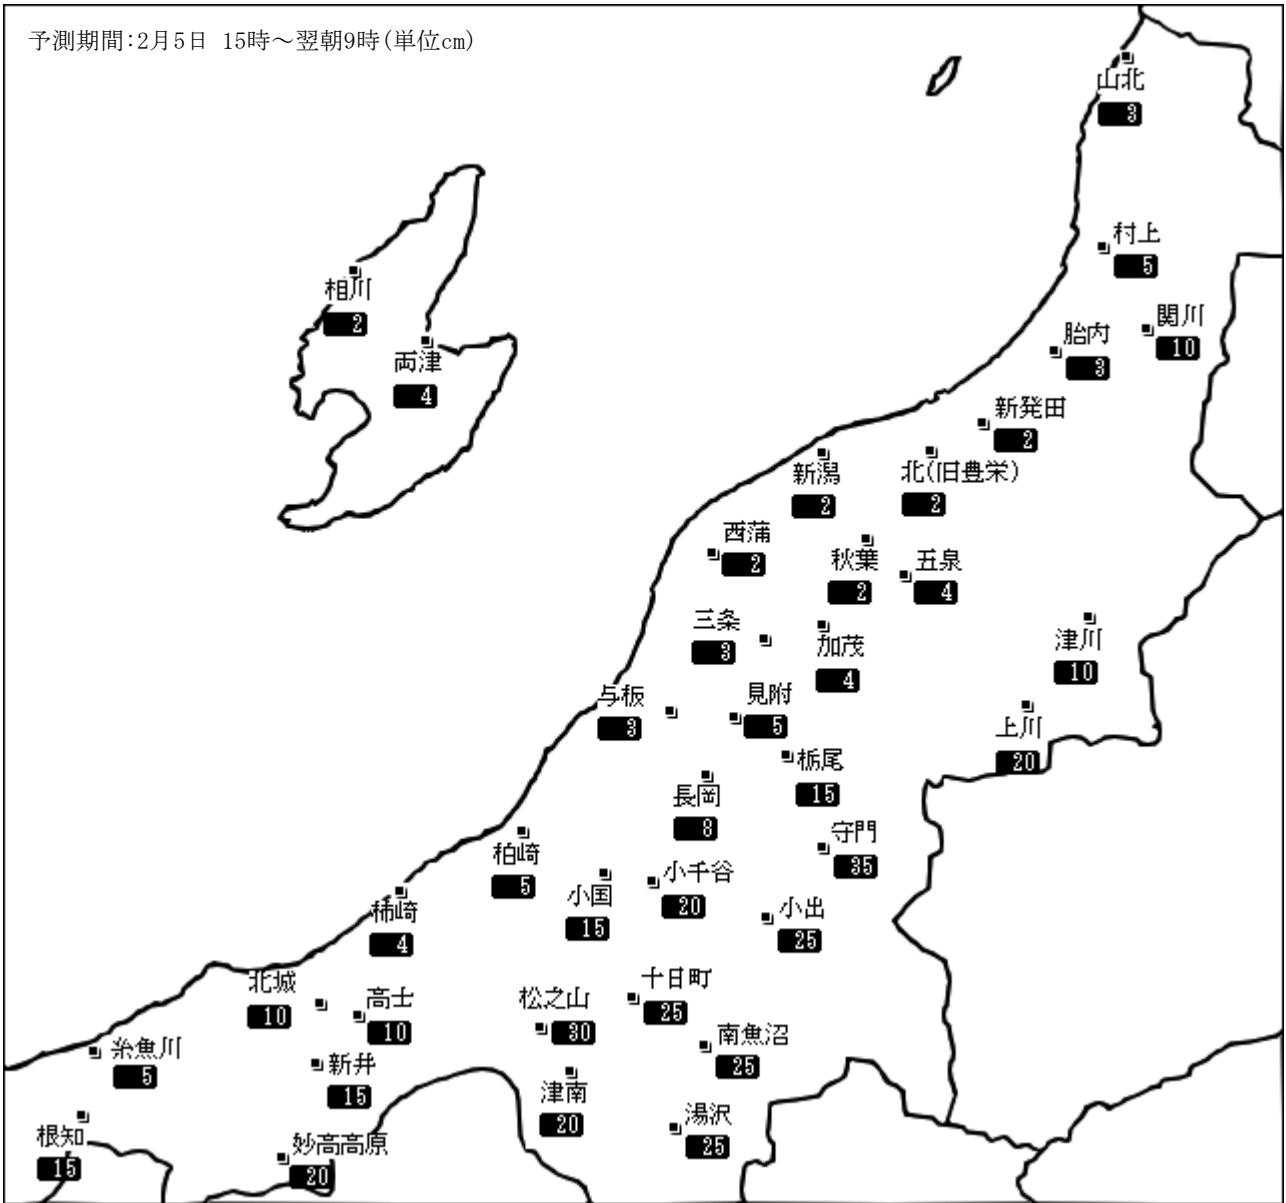 予測期間:2月5日 15時～翌朝9時(単位cm)
山北
3
村上
5
相川
2
関川
10
胎内
3
両津
4
新発田
2
新潟
2
北(旧豊栄)
2
西蒲
2
秋葉
2
五泉
4
三条
3
加茂
4
津川
10
与板
3
見附
5
上川
20
栃尾
15
長岡
8
守門
35
柏崎
5
小国
15
小千谷
20
小出
25
柿崎
4
北城
10
高士
10
松之山
30
十日町
25
南魚沼
25
糸魚川
5
新井
15
津南
20
湯沢
25
根知
15
妙高高原
20